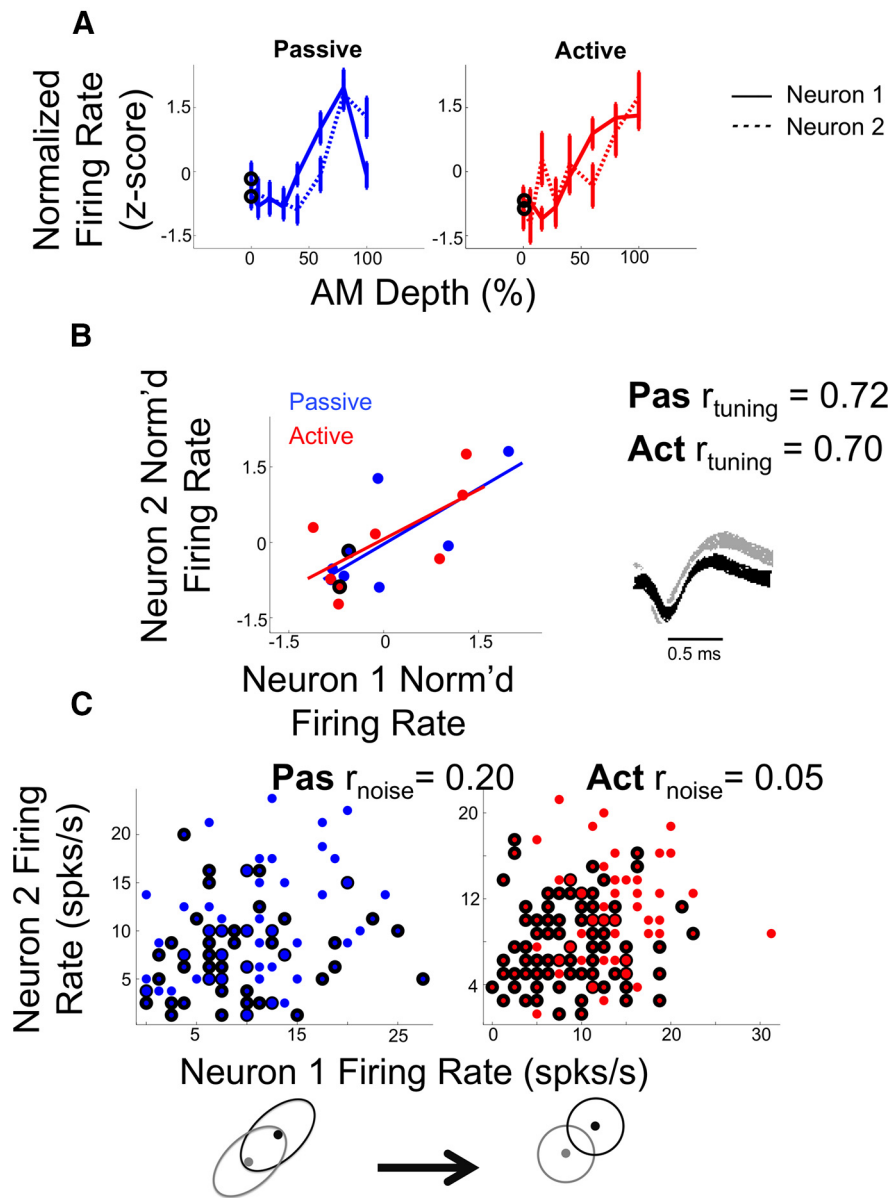 A
Passive
Active
Normalized
Firing Rate
(z-score)
1.5
0
-1.5
0
50
100
1.5
0
-1.5
0
50
100
Neuron 1
Neuron 2
AM Depth (%)
B
Neuron 2 Norm'd
Firing Rate
Passive
Active
1.5
0
-1.5
-1.5
0
1.5
Neuron 1 Norm'd
Firing Rate
Pas rtuning = 0.72
Act rtuning = 0.70
0.5 ms
C
Pas rnoise= 0.20
Act rnoise= 0.05
Neuron 2 Firing
Rate (spks/s)
20
15
10
5
5
15
25
20
12
4
0
10
20
30
Neuron 1 Firing Rate (spks/s)